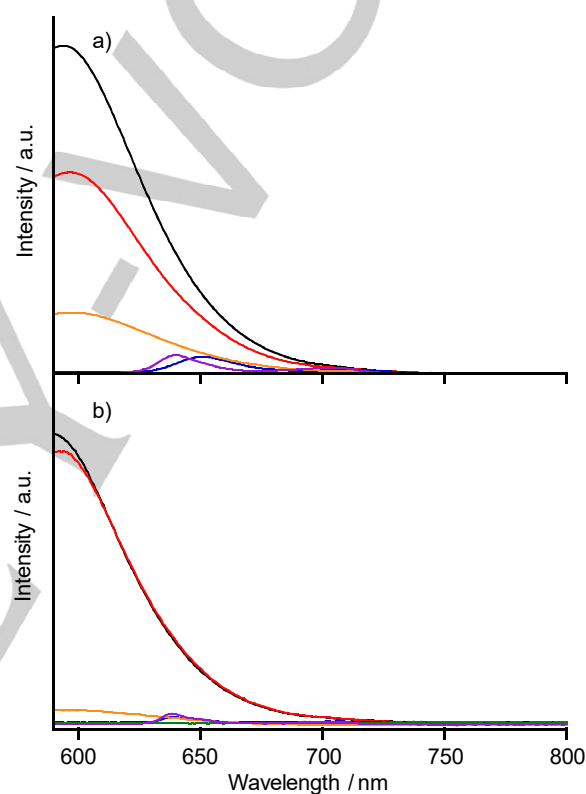 a)
Intensity / a.u.
b)
Intensity / a.u.
600 650 700 750 800
Wavelength / nm